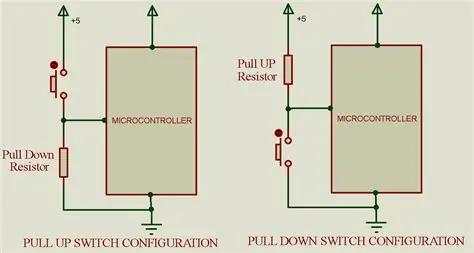 +5
MICROCONTROLLER
Pull Down
Resistor
PULL UP SWITCH CONFIGURATION
+5
Pull UP
Resistor
MICROCONTROLLER
PULL DOWN SWITCH CONFIGURATION